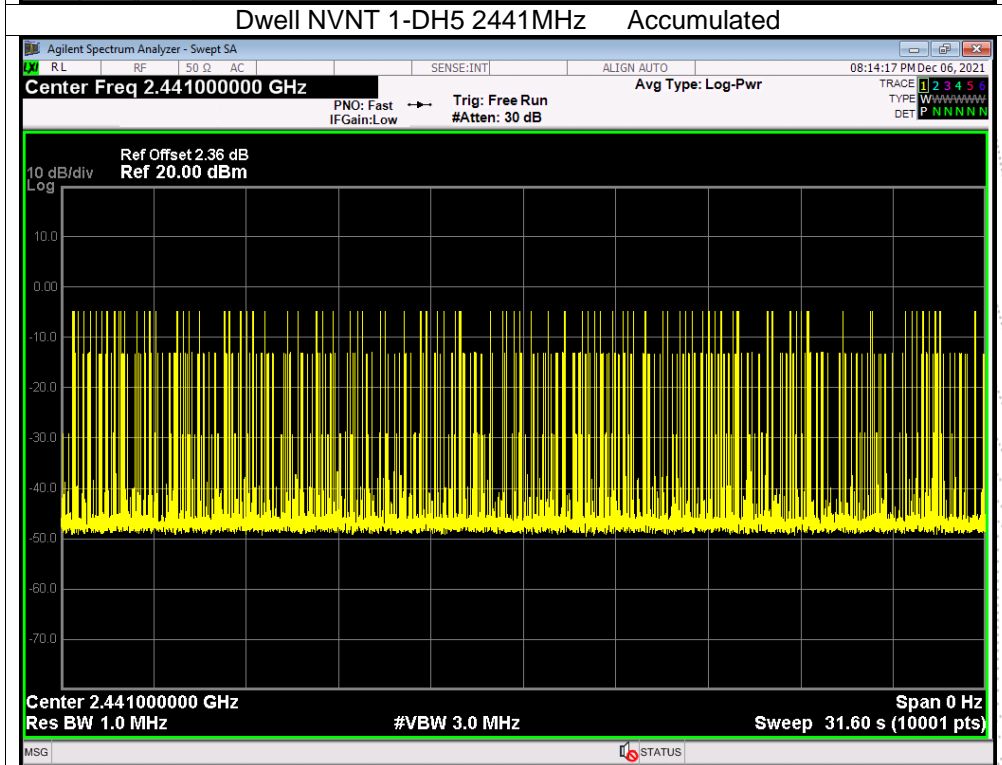 Dwell NVNT 1-DH5 2441MHz Accumulated
Agilent Spectrum Analyzer - Swept SA
LXI RL RF 50 Ω AC SENSE:INT ALIGN AUTO 08:14:17 PM Dec 06, 2021
Center Freq 2.441000000 GHz Avg Type: Log-Pwr TRACE 1 2 3 4 5 6
PNO: Fast Trig: Free Run TYPE WWWWWW
IFGain:Low #Atten: 30 dB DET P N N N N N
Ref Offset 2.36 dB
10 dB/div Ref 20.00 dBm
Log
10.0
0.00
-10.0
-20.0
-30.0
-40.0
-50.0
-60.0
-70.0
Center 2.441000000 GHz Span 0 Hz
Res BW 1.0 MHz #VBW 3.0 MHz Sweep 31.60 s (10001 pts)
MSG STATUS